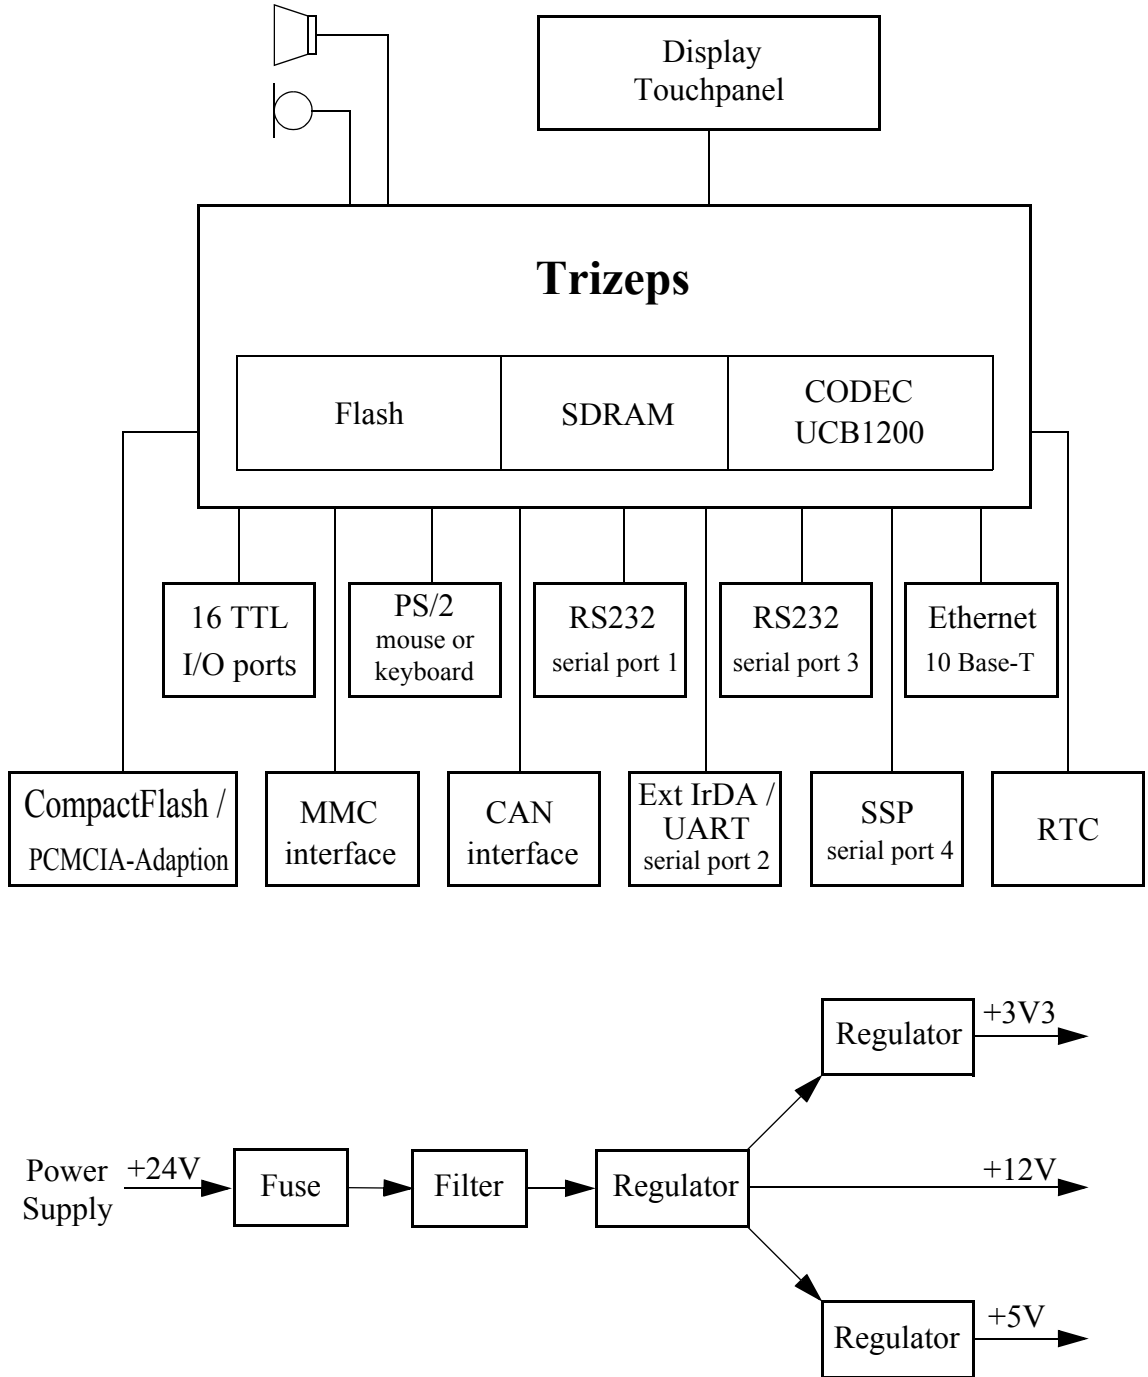 Display
Touchpanel
Trizeps
Flash
SDRAM
CODEC
UCB1200
16 TTL
I/O ports
PS/2
mouse or
keyboard
RS232
serial port 1
RS232
serial port 3
Ethernet
10 Base-T
CompactFlash /
PCMCIA-Adaption
MMC
interface
CAN
interface
Ext IrDA /
UART
serial port 2
SSP
serial port 4
RTC
Power
Supply
+24V
Fuse
Filter
Regulator
Regulator
+3V3
+12V
Regulator
+5V